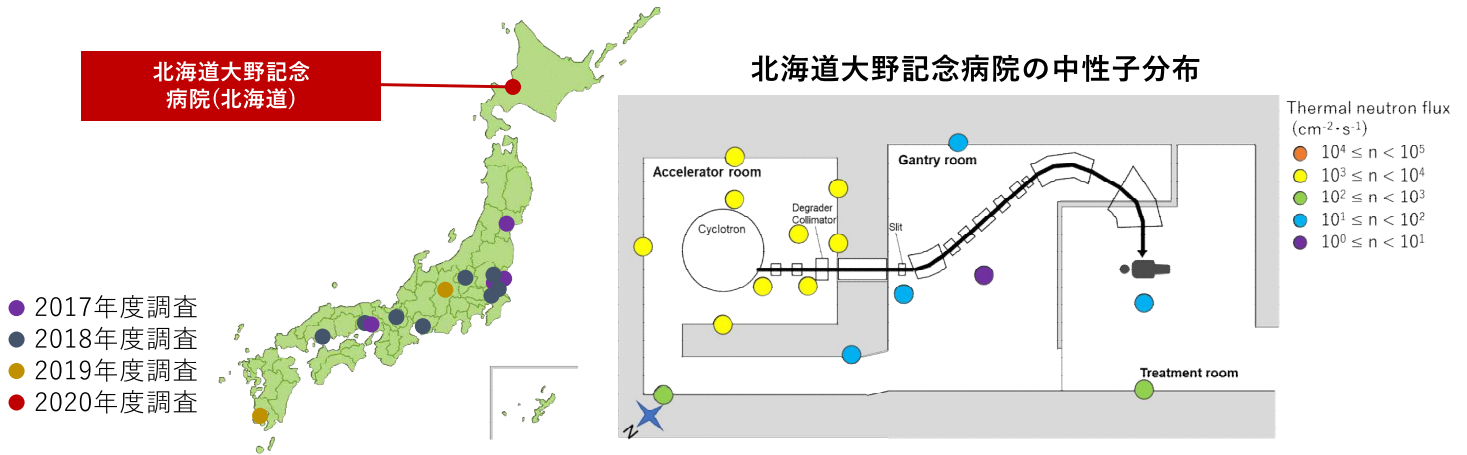 北海道大野記念
病院(北海道)
2017年度調査
2018年度調査
2019年度調査
2020年度調査
北海道大野記念病院の中性子分布
Accelerator room
Cyclotron
Degrader
Collimator
Slit
Gantry room
Treatment room
N
Thermal neutron flux
(cm⁻²・s⁻¹)
10⁴ ≤ n < 10⁵
10³ ≤ n < 10⁴
10² ≤ n < 10³
10¹ ≤ n < 10²
10⁰ ≤ n < 10¹